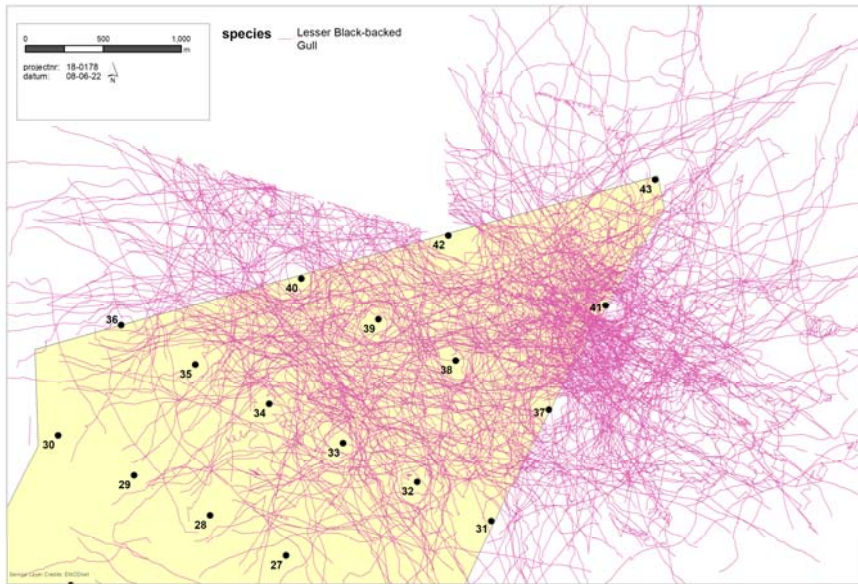 0 500 1,000
m
projectnr: 18-0178
datum: 08-06-22
N
species
Lesser Black-backed
Gull
43
42
40
41
36
39
38
35
34
37
30
33
29
32
28
31
27